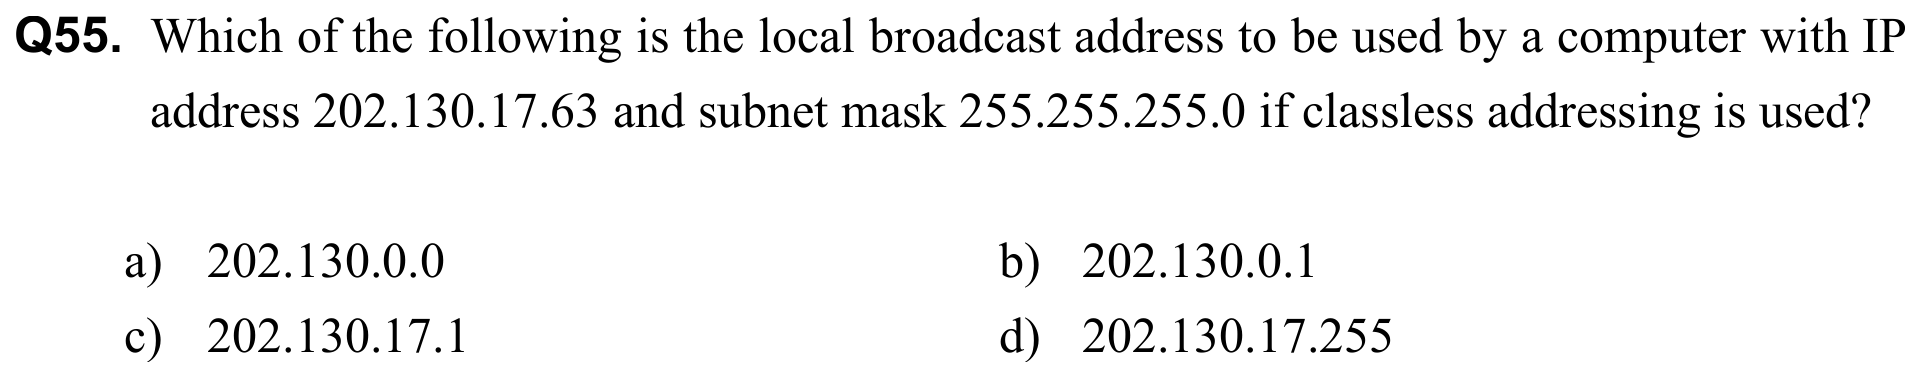 Q55. Which of the following is the local broadcast address to be used by a computer with IP
address 202.130.17.63 and subnet mask 255.255.255.0 if classless addressing is used?
a) 202.130.0.0 b) 202.130.0.1
c) 202.130.17.1 d) 202.130.17.255